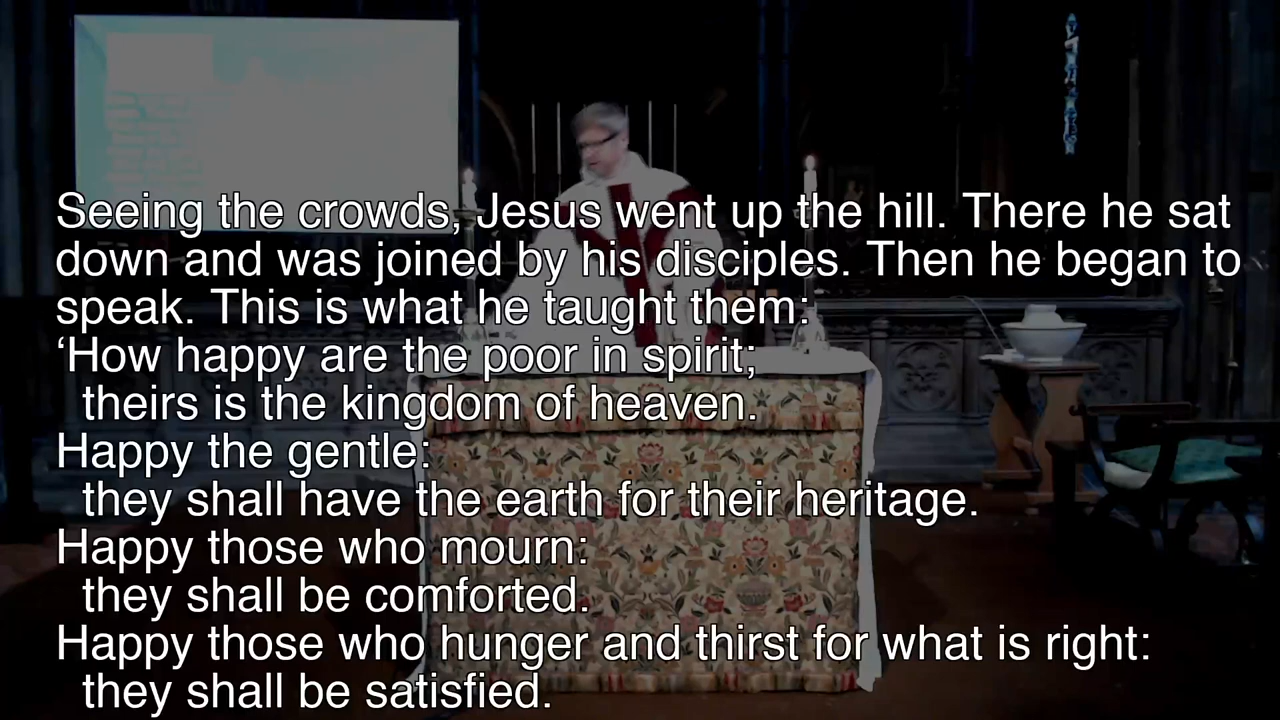 Seeing the crowds, Jesus went up the hill. There he sat
down and was joined by his disciples. Then he began to
speak. This is what he taught them:
‘How happy are the poor in spirit;
theirs is the kingdom of heaven.
Happy the gentle:
they shall have the earth for their heritage.
Happy those who mourn:
they shall be comforted.
Happy those who hunger and thirst for what is right:
they shall be satisfied.